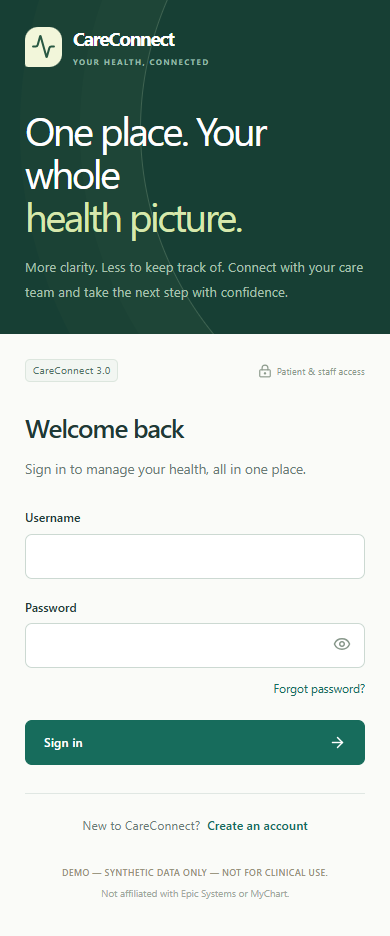 CareConnect
YOUR HEALTH, CONNECTED
One place. Your
whole
health picture.
More clarity. Less to keep track of. Connect with your care
team and take the next step with confidence.
CareConnect 3.0
Patient & staff access
Welcome back
Sign in to manage your health, all in one place.
Username
Password
Forgot password?
Sign in
New to CareConnect? Create an account
DEMO — SYNTHETIC DATA ONLY — NOT FOR CLINICAL USE.
Not affiliated with Epic Systems or MyChart.